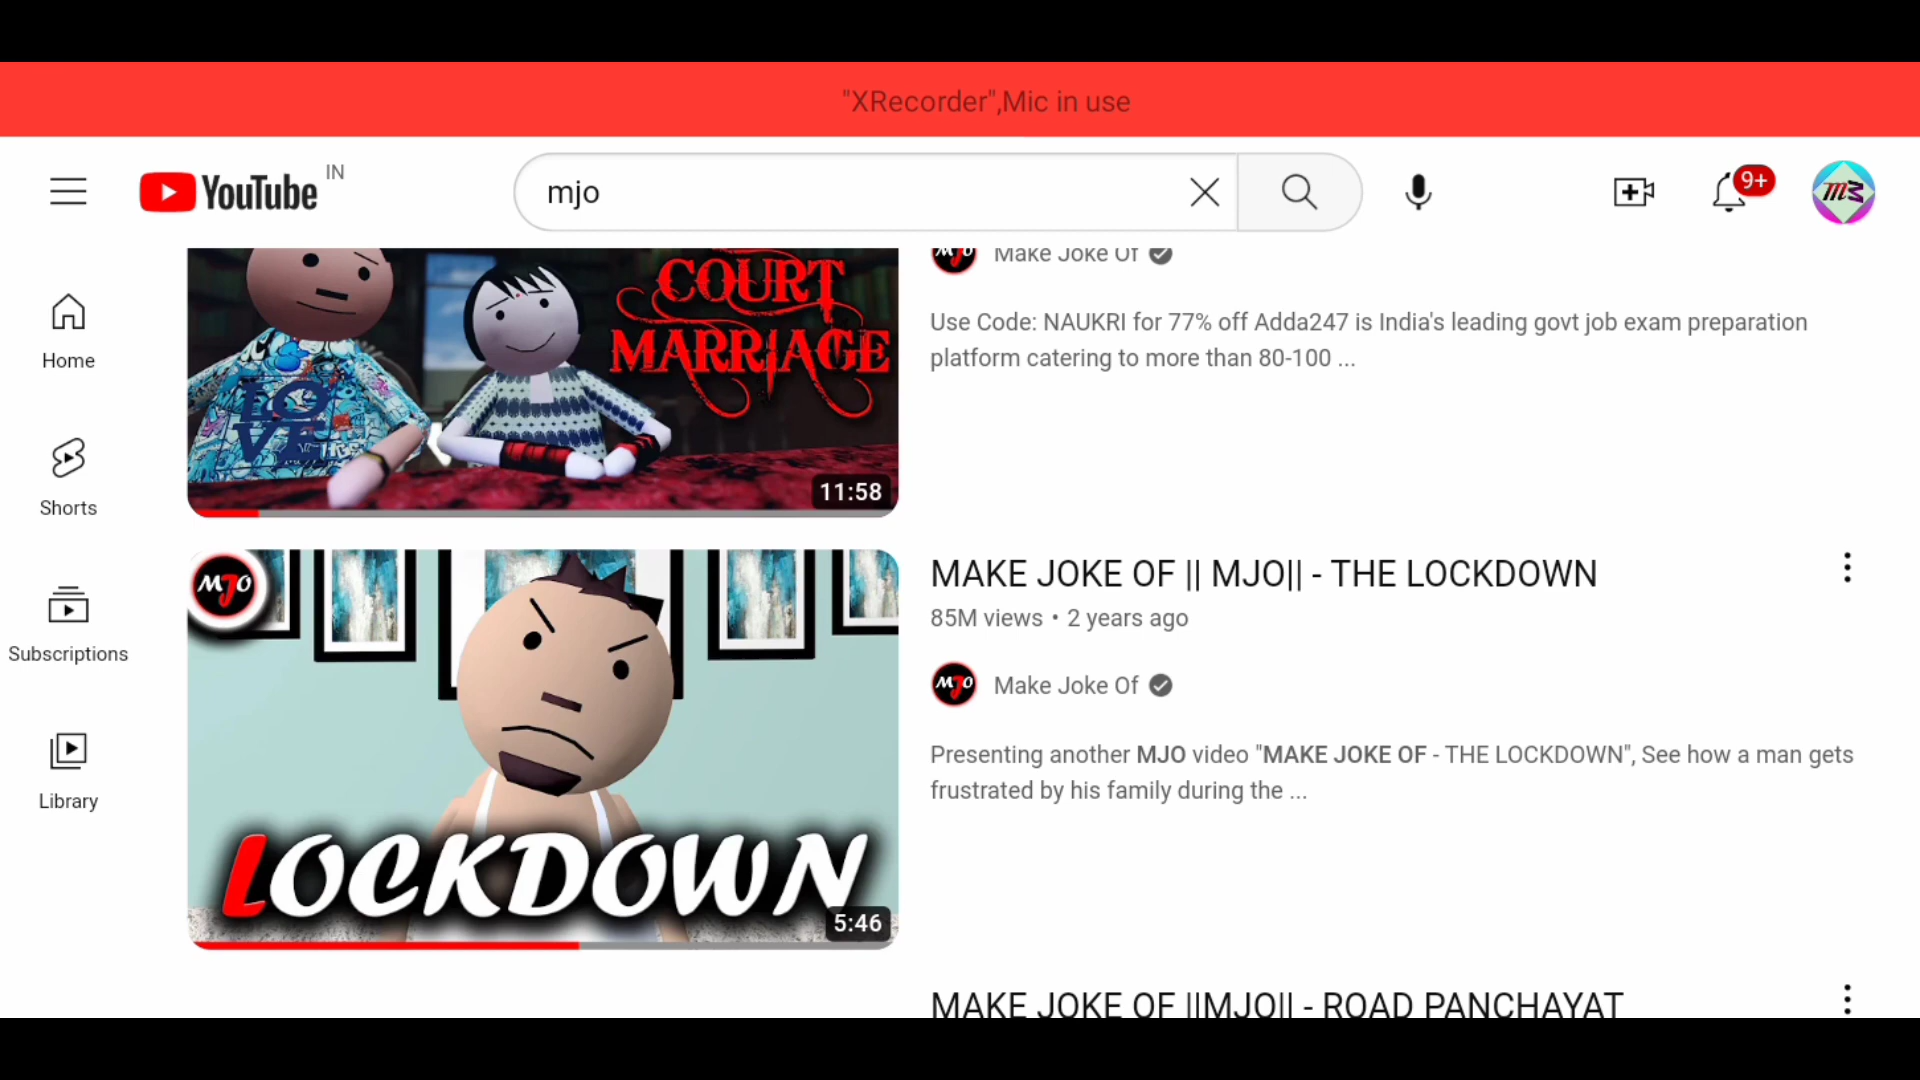 "XRecorder",Mic in use
YouTube IN
mjo
9+
Home
Shorts
Subscriptions
Library
LOVE
COURT
MARRIAGE
11:58
MJO
Make Joke Of
Use Code: NAUKRI for 77% off Adda247 is India's leading govt job exam preparation
platform catering to more than 80-100 ...
MJO
LOCKDOWN
5:46
MAKE JOKE OF || MJO|| - THE LOCKDOWN
85M views • 2 years ago
MJO
Make Joke Of
Presenting another MJO video "MAKE JOKE OF - THE LOCKDOWN", See how a man gets
frustrated by his family during the ...
MAKE JOKE OF ||MJO|| - ROAD PANCHAYAT